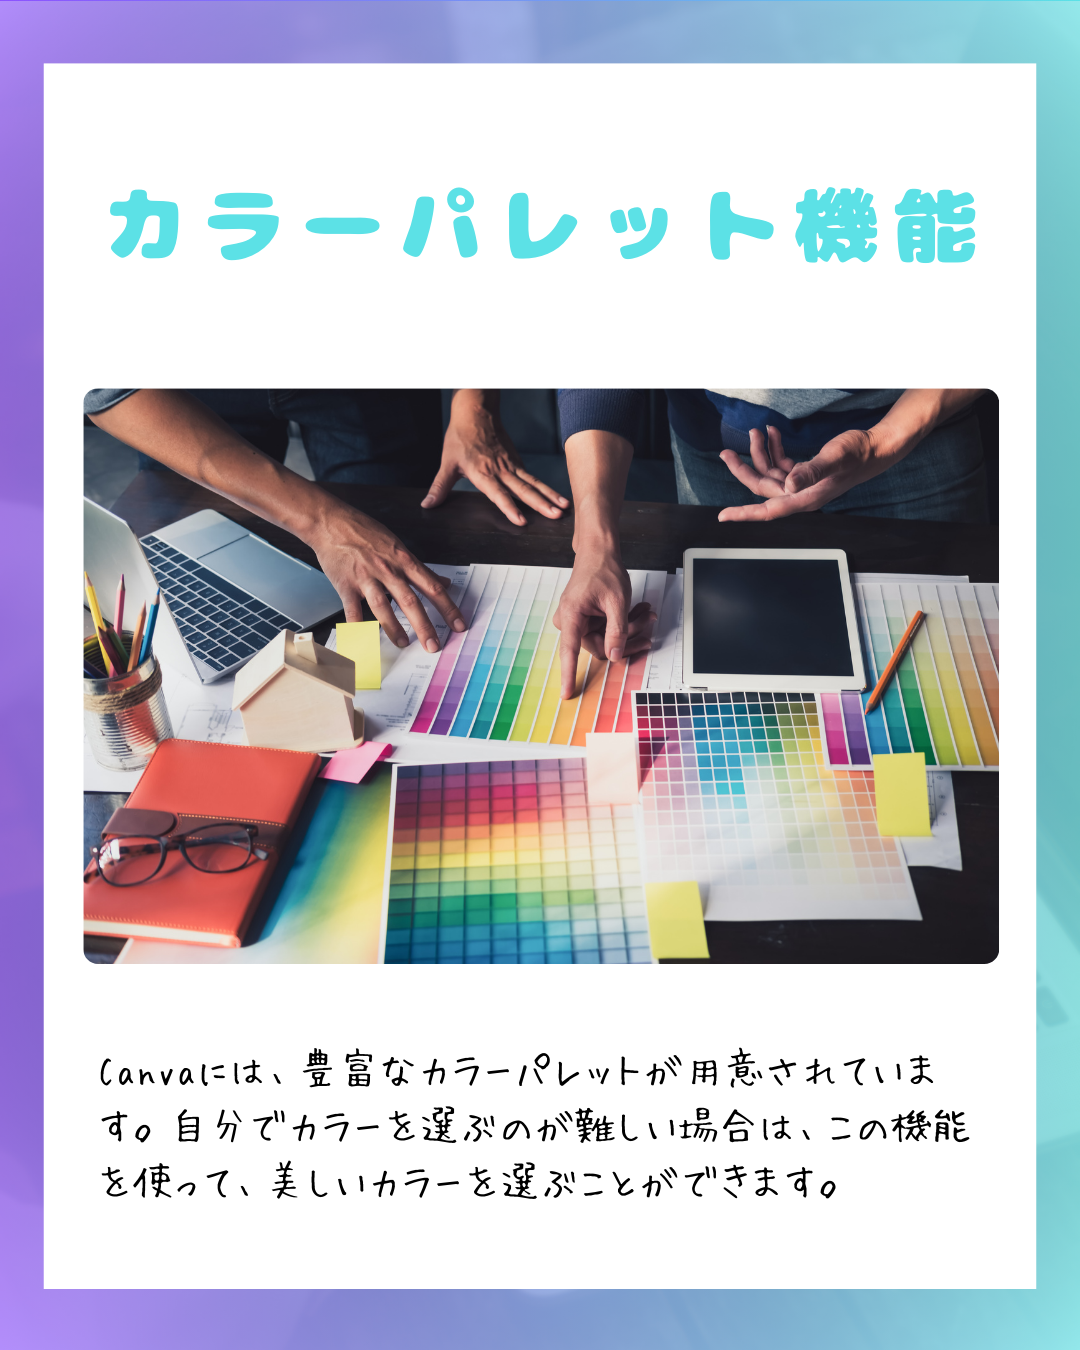 カラーパレット機能
Canvaには、豊富なカラーパレットが用意されていま
す。自分でカラーを選ぶのが難しい場合は、この機能
を使って、美しいカラーを選ぶことができます。